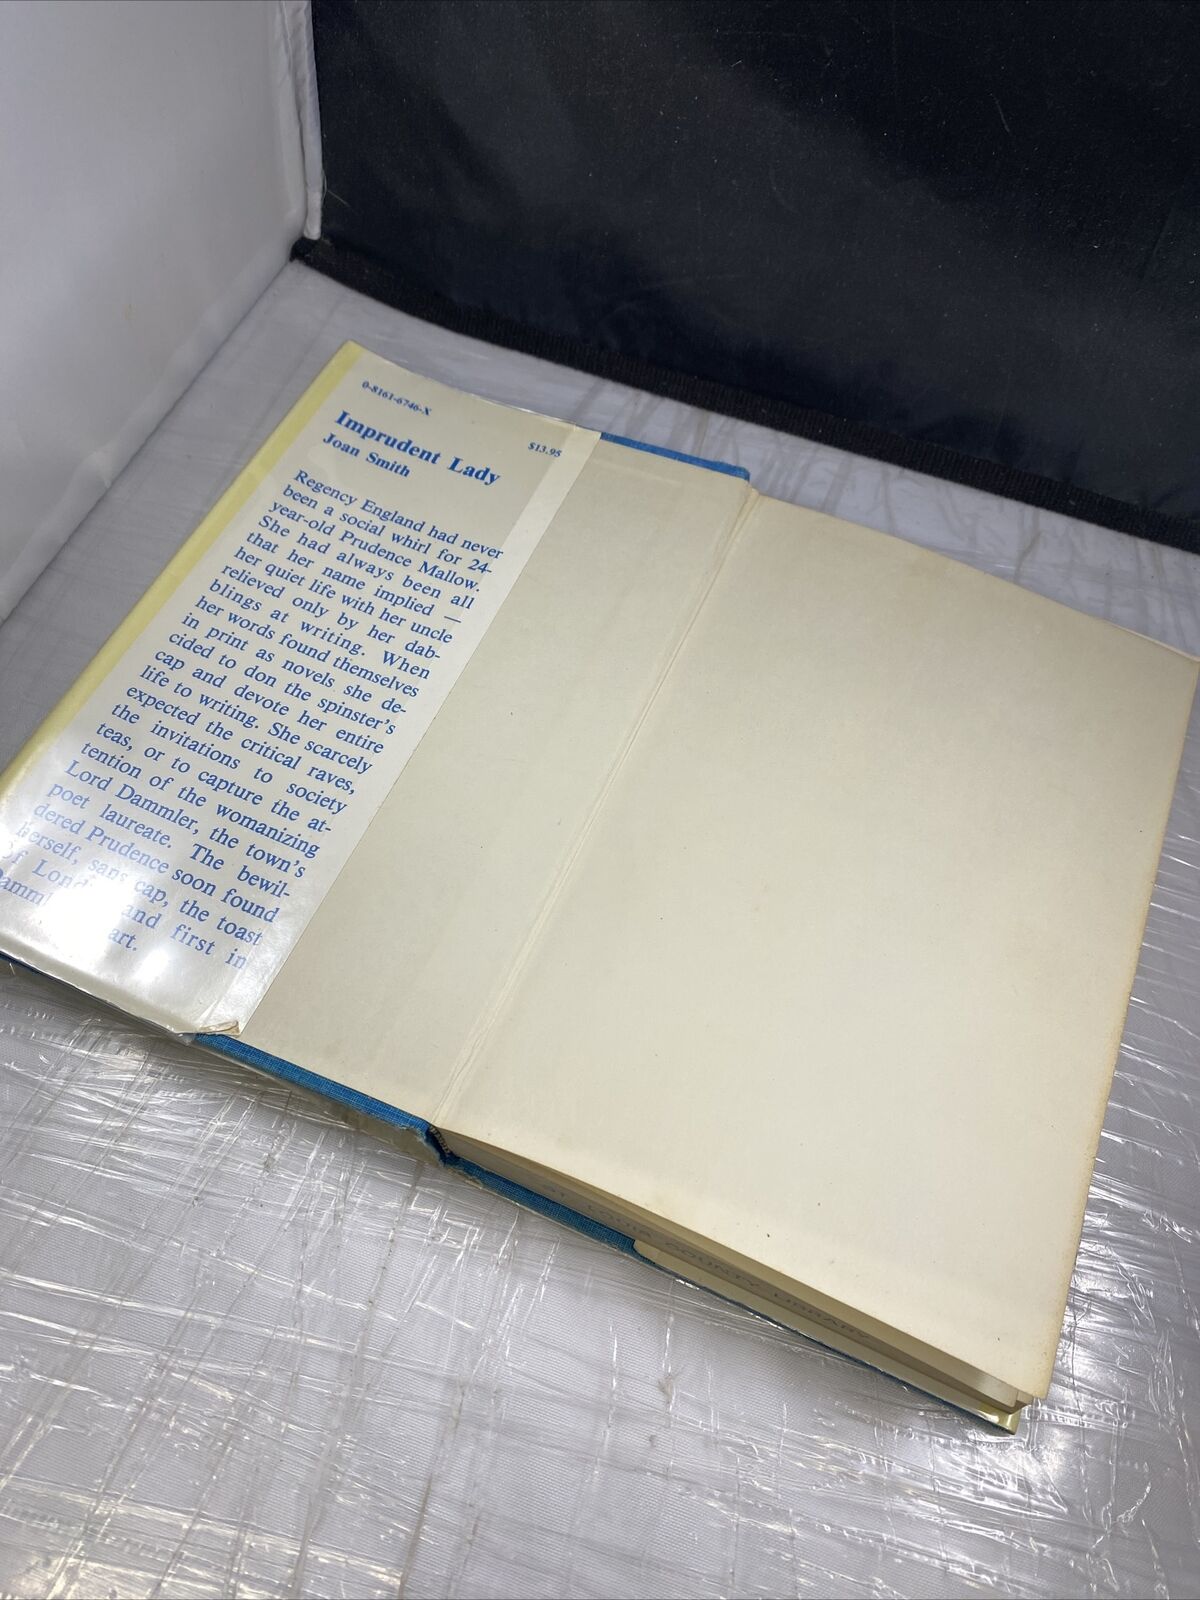 0-8161-6746-X
$13.95
Imprudent Lady
Joan Smith
Regency England had never
been a social whirl for 24-
year-old Prudence Mallow.
She had always been all
that her name implied —
her quiet life with her uncle
relieved only by her dab-
blings at writing. When
her words found themselves
in print as novels she de-
cided to don the spinster's
cap and devote her entire
life to writing. She scarcely
expected the critical raves,
the invitations to society
teas, or to capture the at-
tention of the womanizing
Lord Dammler, the town's
poet laureate. The bewil-
dered Prudence soon found
herself, sans cap, the toast
of and first in
ST. LOUIS COUNTY LIBRARY